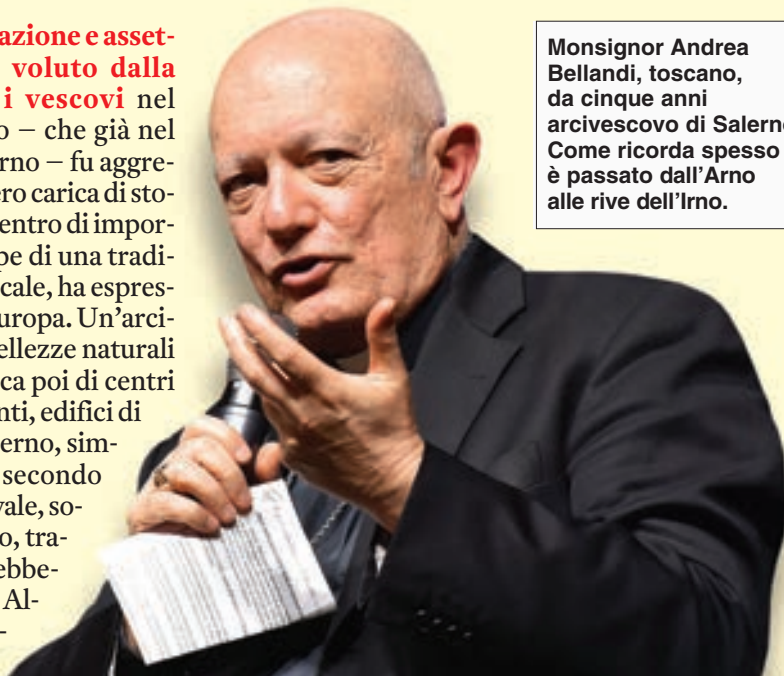 azione e asset-
voluto dalla
i vescovi nel
o – che già nel
erno – fu aggre-
ero carica di sto-
entro di impor-
pe di una tradi-
cale, ha espres-
uropa. Un'arci-
ellezze naturali
ca poi di centri
nti, edifici di
erno, sim-
secondo
vale, so-
o, tra-
ebbe-
Al-
-
Monsignor Andrea
Bellandi, toscano,
da cinque anni
arcivescovo di Salerno
Come ricorda spesso
è passato dall'Arno
alle rive dell'Irno.